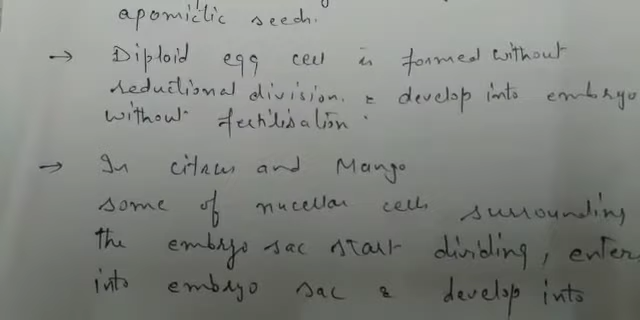 apomictic seed.
→ Diploid egg cell is formed without
reductional division. & develop into embryo
without fertilisation.
→ In citrus and Mango
some of nucellar cells surrounding
the embryo sac start dividing, enter
into embryo sac & develop into